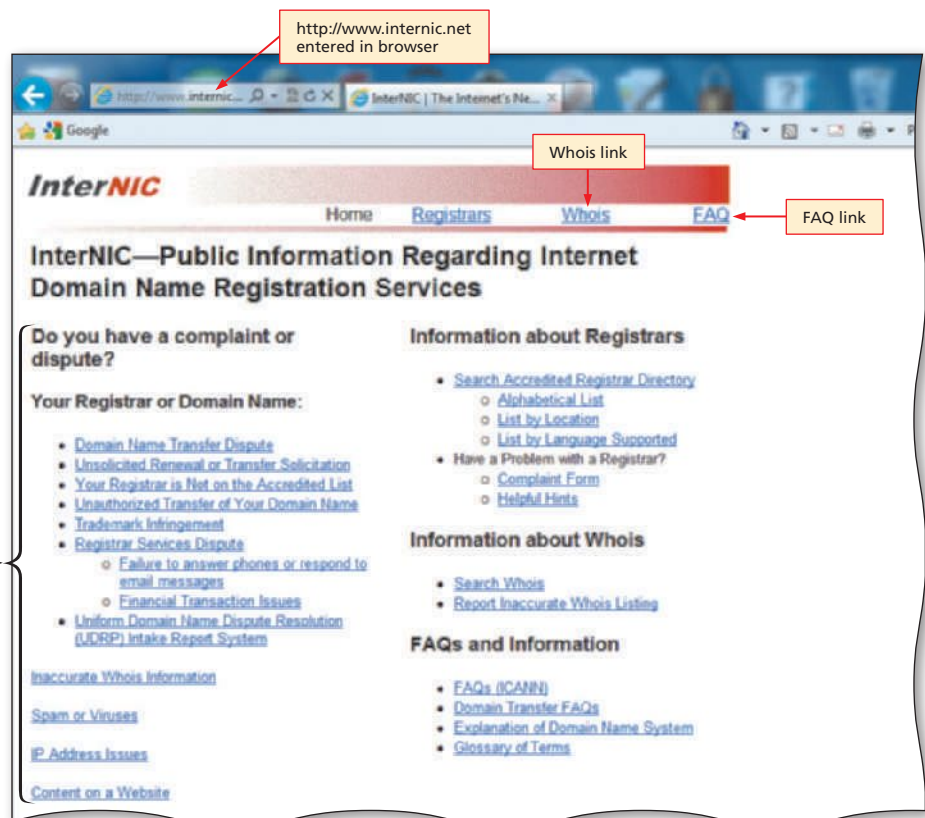 http://www.internic.net
entered in browser
http://www.internic...
InterNIC | The Internet's Ne...
Google
Whois link
InterNIC
Home Registrars Whois FAQ
FAQ link
InterNIC—Public Information Regarding Internet
Domain Name Registration Services
Do you have a complaint or
dispute?
Your Registrar or Domain Name:
Domain Name Transfer Dispute
Unsolicited Renewal or Transfer Solicitation
Your Registrar is Not on the Accredited List
Unauthorized Transfer of Your Domain Name
Trademark Infringement
Registrar Services Dispute
Failure to answer phones or respond to
email messages
Financial Transaction Issues
Uniform Domain Name Dispute Resolution
(UDRP) Intake Report System
Inaccurate Whois Information
Spam or Viruses
IP Address Issues
Content on a Website
Information about Registrars
Search Accredited Registrar Directory
Alphabetical List
List by Location
List by Language Supported
Have a Problem with a Registrar?
Complaint Form
Helpful Hints
Information about Whois
Search Whois
Report Inaccurate Whois Listing
FAQs and Information
FAQs (ICANN)
Domain Transfer FAQs
Explanation of Domain Name System
Glossary of Terms